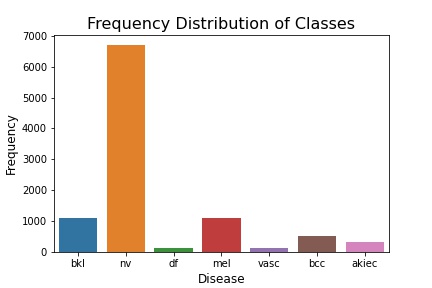 Frequency Distribution of Classes
7000
6000
5000
4000
3000
2000
1000
0
Frequency
bkl nv df mel vasc bcc akiec
Disease